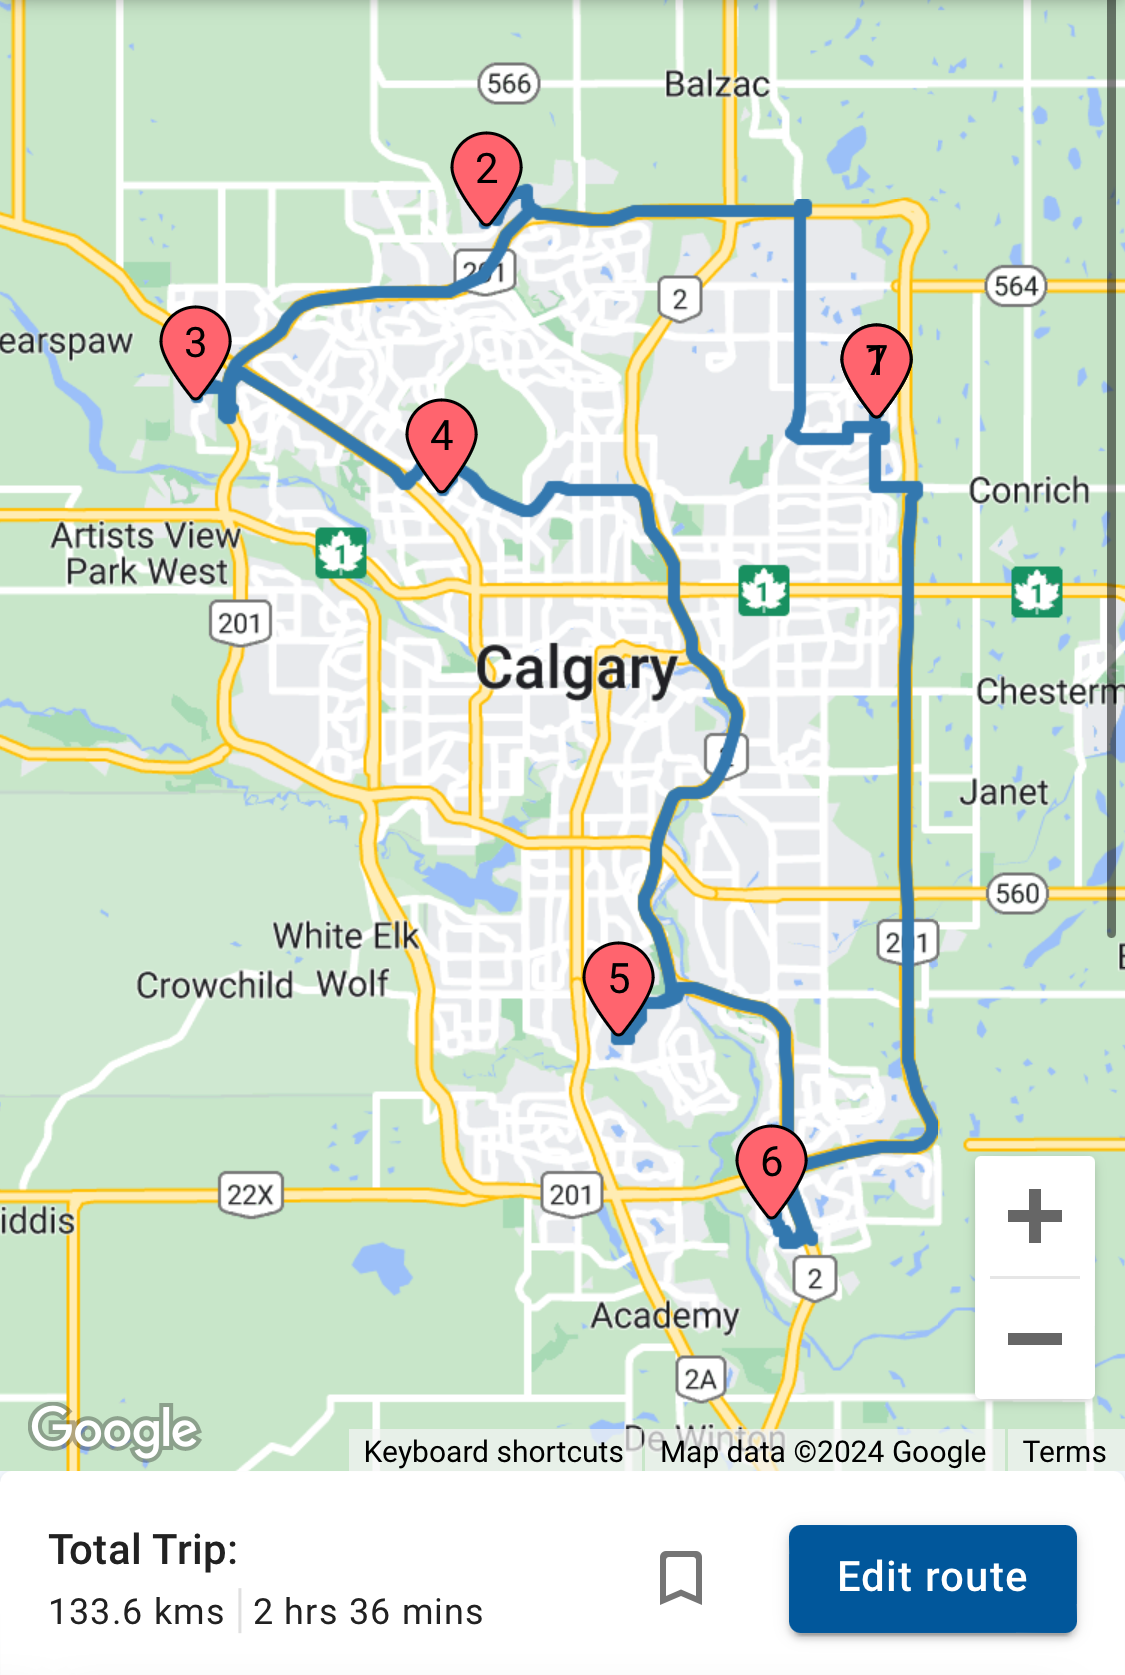 566
Balzac
2
201
2
564
earspaw
3
7
4
Conrich
Artists View
Park West
1
1
1
201
Calgary
Chesterm
2
Janet
560
White Elk
201
Crowchild Wolf
5
6
22X
201
iddis
2
Academy
2A
De Winton
Google
Keyboard shortcuts
Map data ©2024 Google
Terms
Total Trip:
133.6 kms
2 hrs 36 mins
Edit route